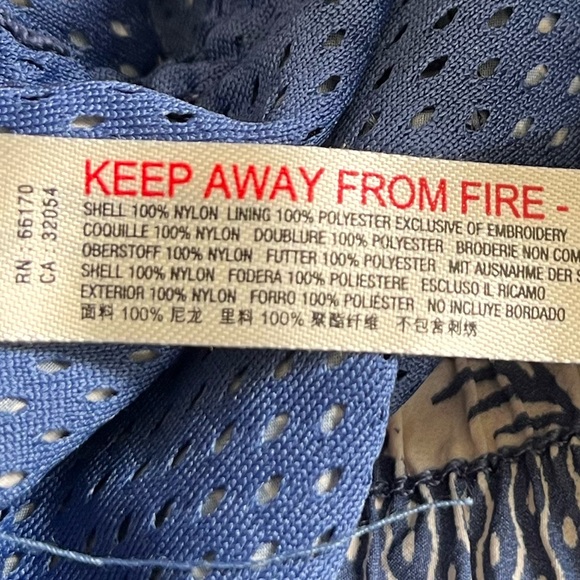 RN : 66170
CA 32054
KEEP AWAY FROM FIRE -
SHELL 100% NYLON LINING 100% POLYESTER EXCLUSIVE OF EMBROIDERY
COQUILLE 100% NYLON DOUBLURE 100% POLYESTER BRODERIE NON COM
OBERSTOFF 100% NYLON FUTTER 100% POLYESTER MIT AUSNAHME DER S
SHELL 100% NYLON FODERA 100% POLIESTERE ESCLUSO IL RICAMO
EXTERIOR 100% NYLON FORRO 100% POLIÉSTER NO INCLUYE BORDADO
面料 100% 尼龙 里料 100% 聚酯纤维 不包含刺绣